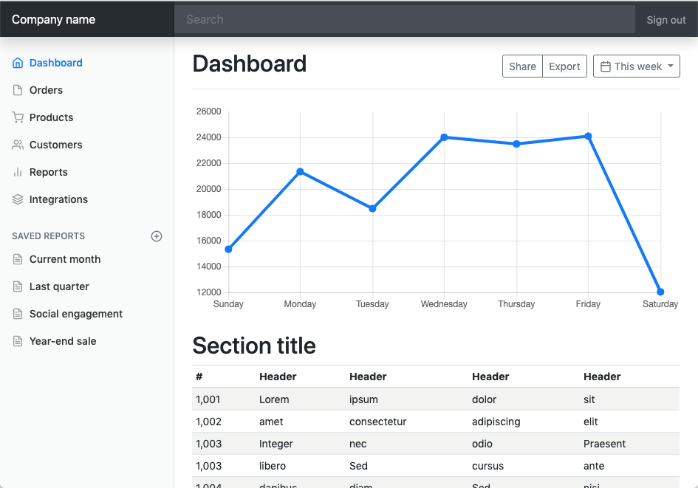 Company name
Search
Sign out
Dashboard
Orders
Products
Customers
Reports
Integrations
SAVED REPORTS
Current month
Last quarter
Social engagement
Year-end sale
Dashboard
Share Export This week
26000
24000
22000
20000
18000
16000
14000
12000
Sunday Monday Tuesday Wednesday Thursday Friday Saturday
Section title
# Header Header Header Header
1,001 Lorem ipsum dolor sit
1,002 amet consectetur adipiscing elit
1,003 Integer nec odio Praesent
1,003 libero Sed cursus ante
1,004 dapibus diam Sed nisi